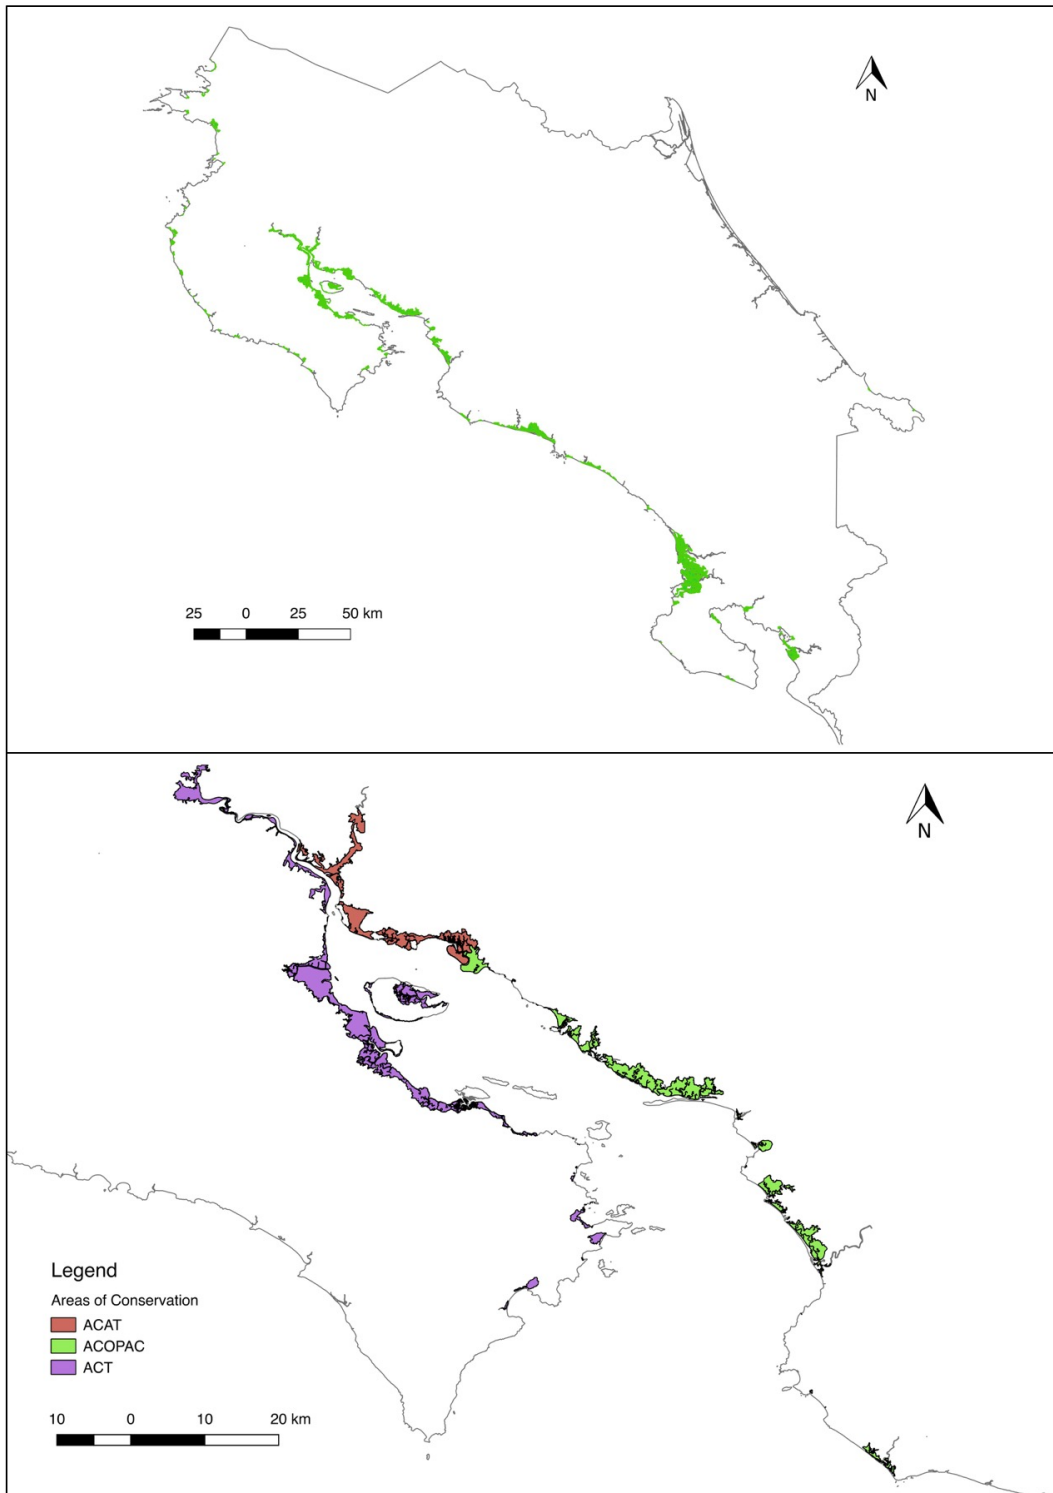 N
25 0 25 50 km
N
Legend
Areas of Conservation
ACAT
ACOPAC
ACT
10 0 10 20 km